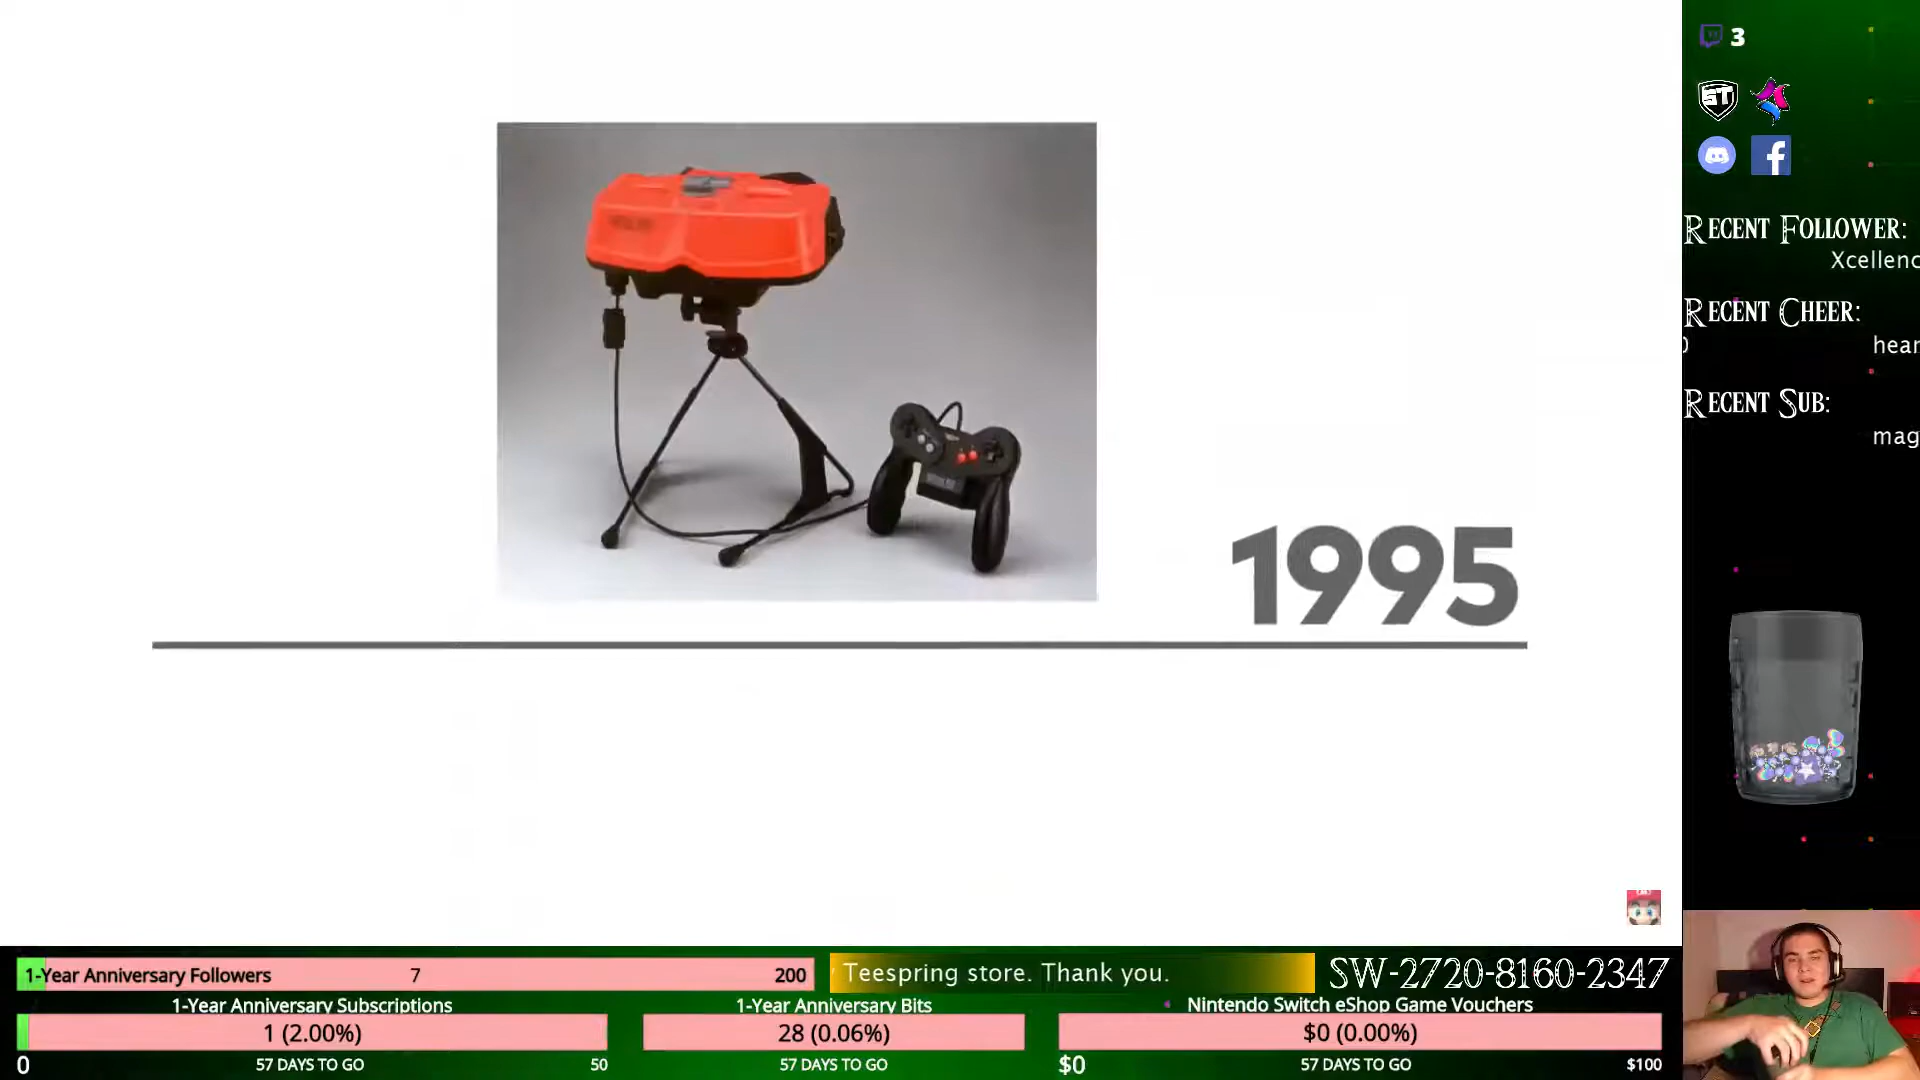 3
ST
RECENT FOLLOWER:
Xcellenc
RECENT CHEER:
hear
RECENT SUB:
mag
1995
1-Year Anniversary Followers 7 200
Teespring store. Thank you.
SW-2720-8160-2347
1-Year Anniversary Subscriptions
1 (2.00%)
0 57 DAYS TO GO 50
1-Year Anniversary Bits
28 (0.06%)
57 DAYS TO GO
Nintendo Switch eShop Game Vouchers
$0 (0.00%)
$0 57 DAYS TO GO $100